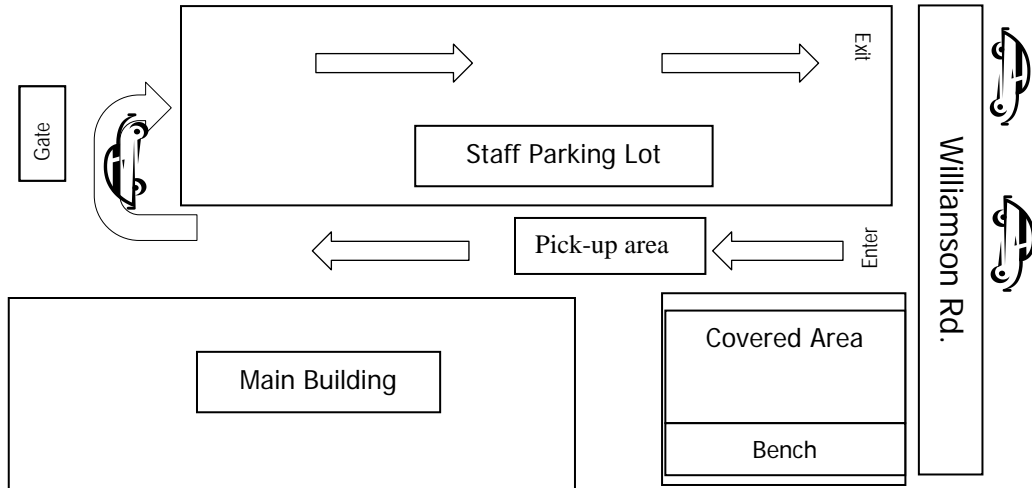 Exit
Gate
Staff Parking Lot
Williamson Rd.
Pick-up area
Enter
Covered Area
Main Building
Bench